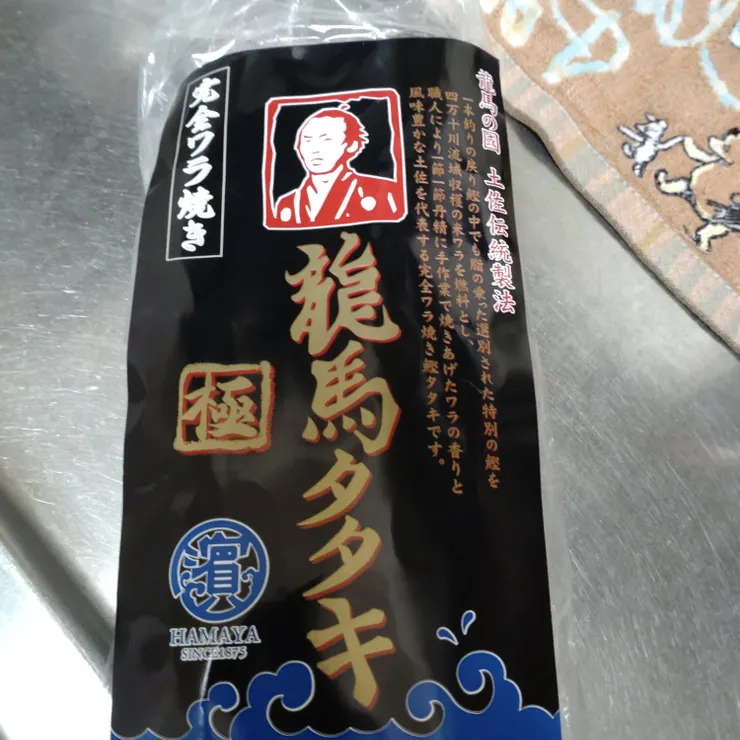 龍馬の國 土佐伝統製法
一本釣りの戻り鰹の中でも脂の乗った選別された特別の鰹を
四万十川流域収穫の米ワラを燃料とし、
職人により一節一節丹精に手作業で焼きあげたワラの香りと
風味豊かな土佐を代表する完全ワラ焼き鰹タタキです。
龍馬タタキ
極
完全ワラ焼き
濵
HAMAYA
SINCE1875